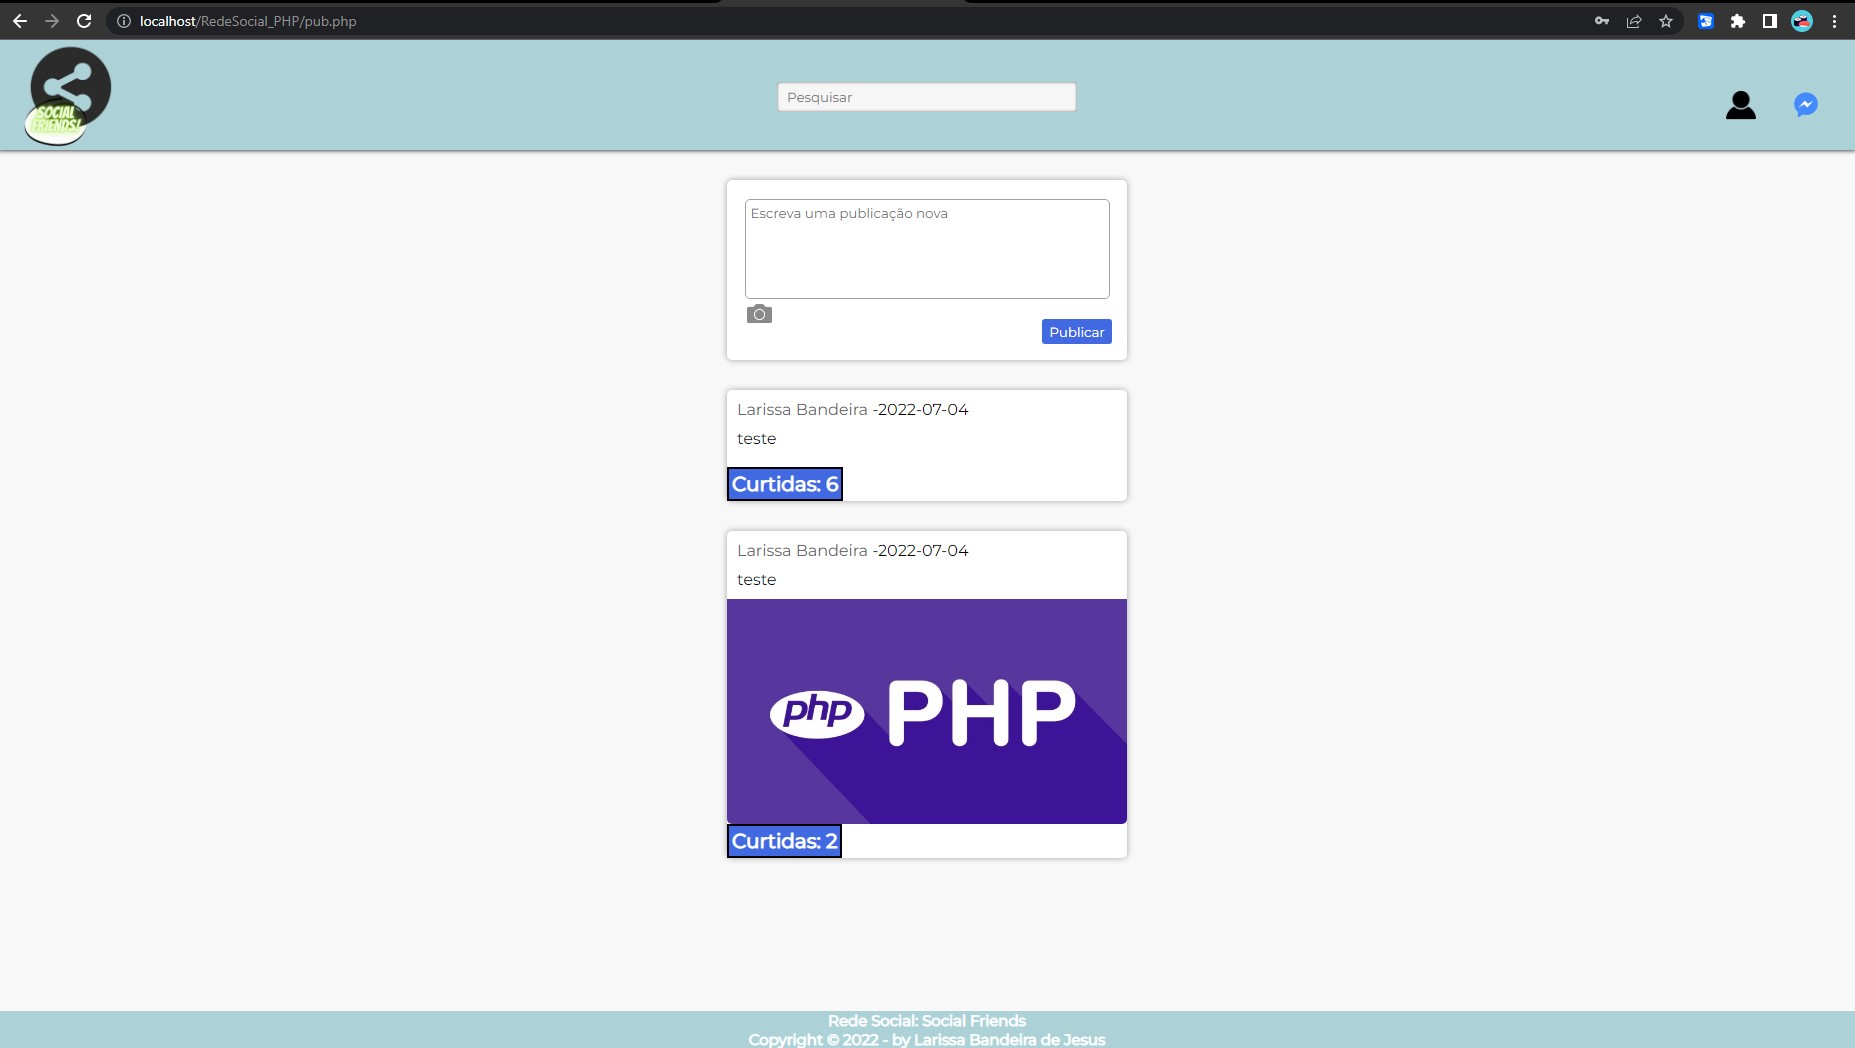 localhost/RedeSocial_PHP/pub.php
SOCIAL
FRIENDS!
Pesquisar
Escreva uma publicação nova
Publicar
Larissa Bandeira -2022-07-04
teste
Curtidas: 6
Larissa Bandeira -2022-07-04
teste
php PHP
Curtidas: 2
Rede Social: Social Friends
Copyright © 2022 - by Larissa Bandeira de Jesus